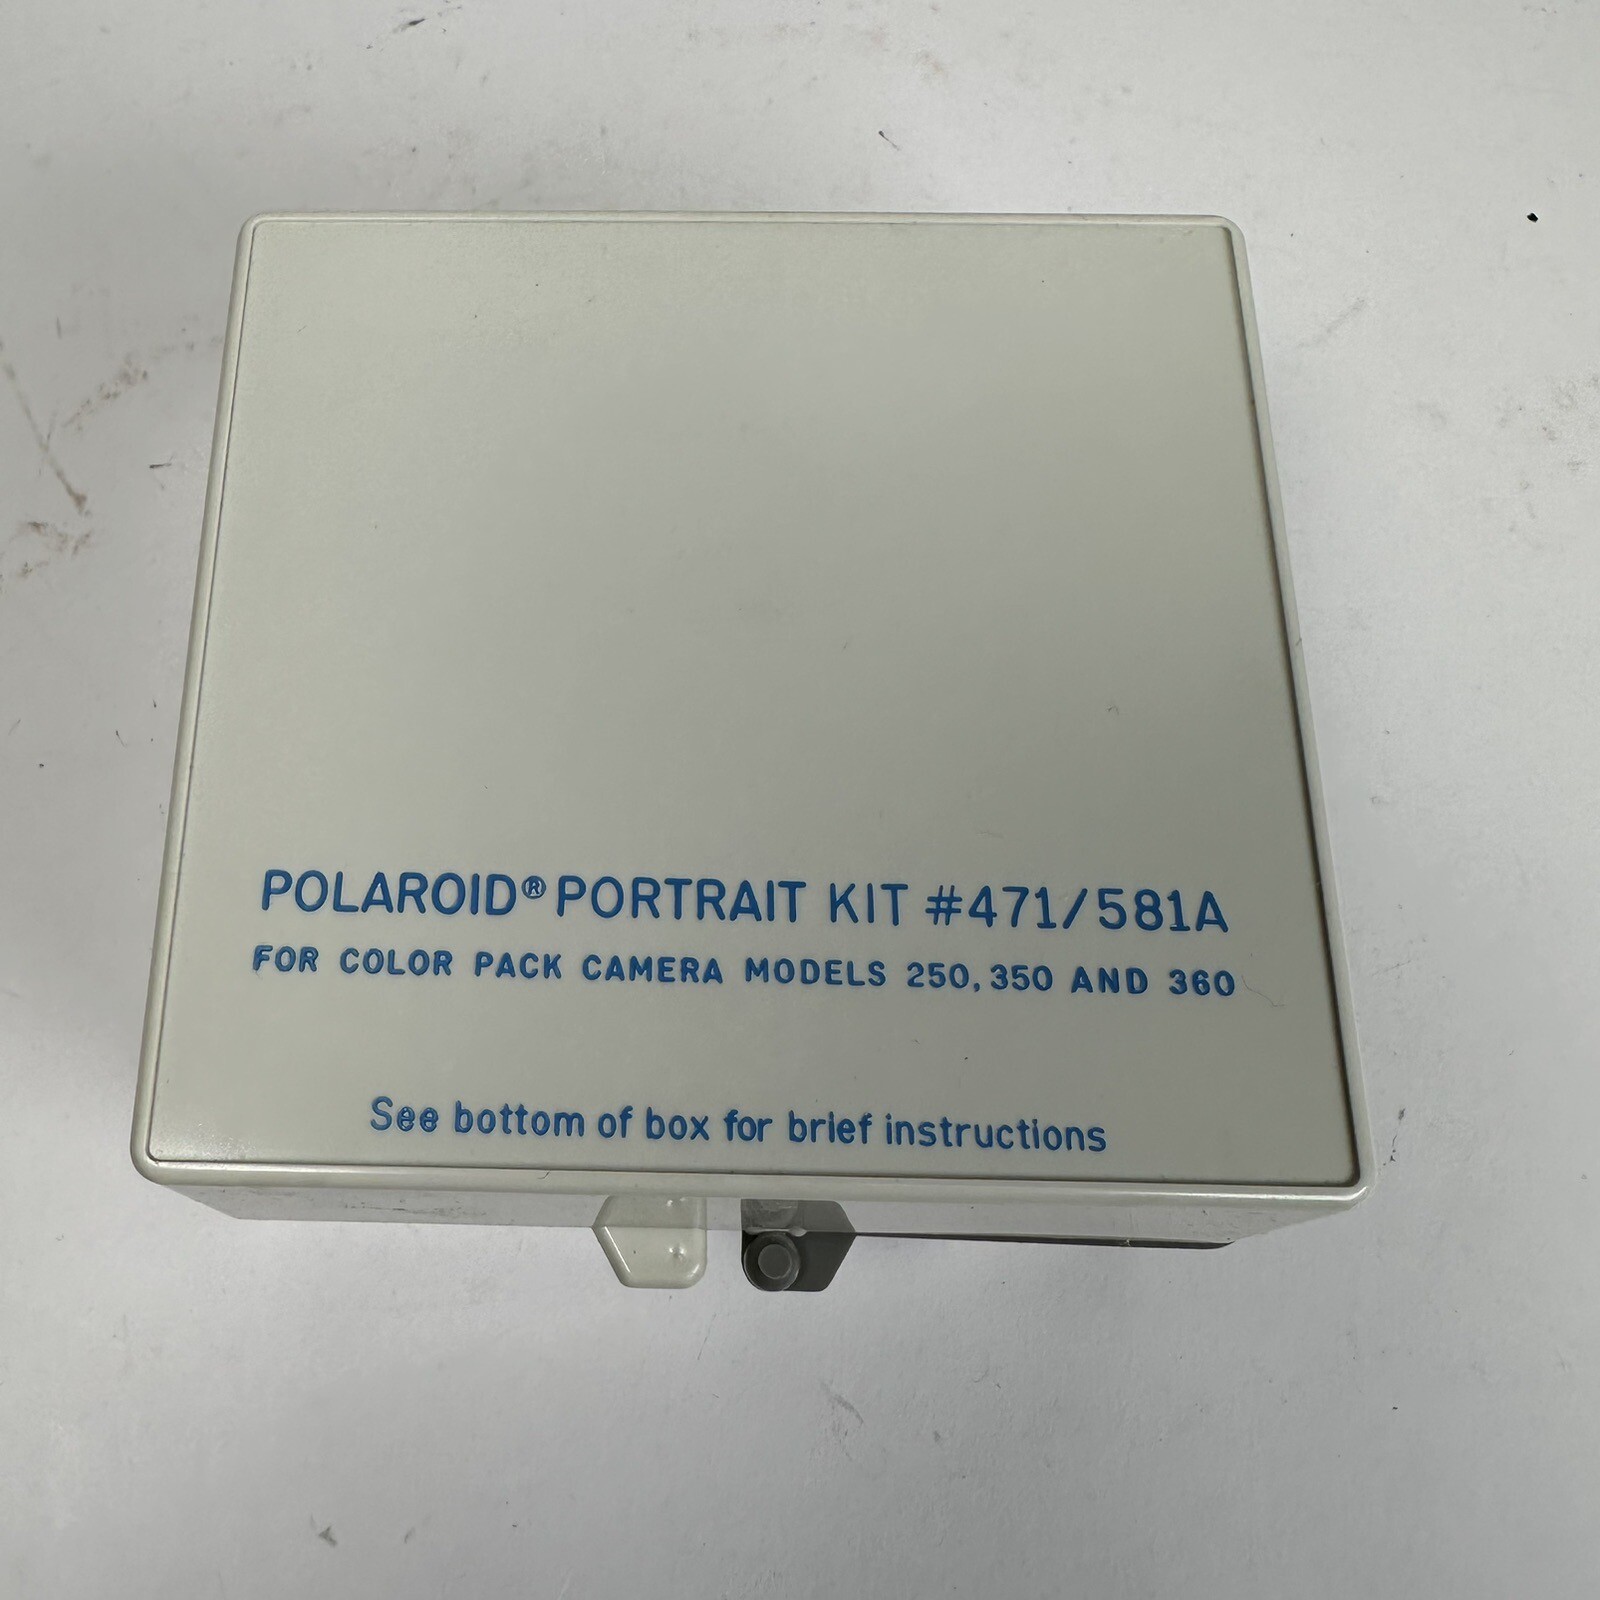 POLAROID® PORTRAIT KIT #471/581A
FOR COLOR PACK CAMERA MODELS 250, 350 AND 360
See bottom of box for brief instructions